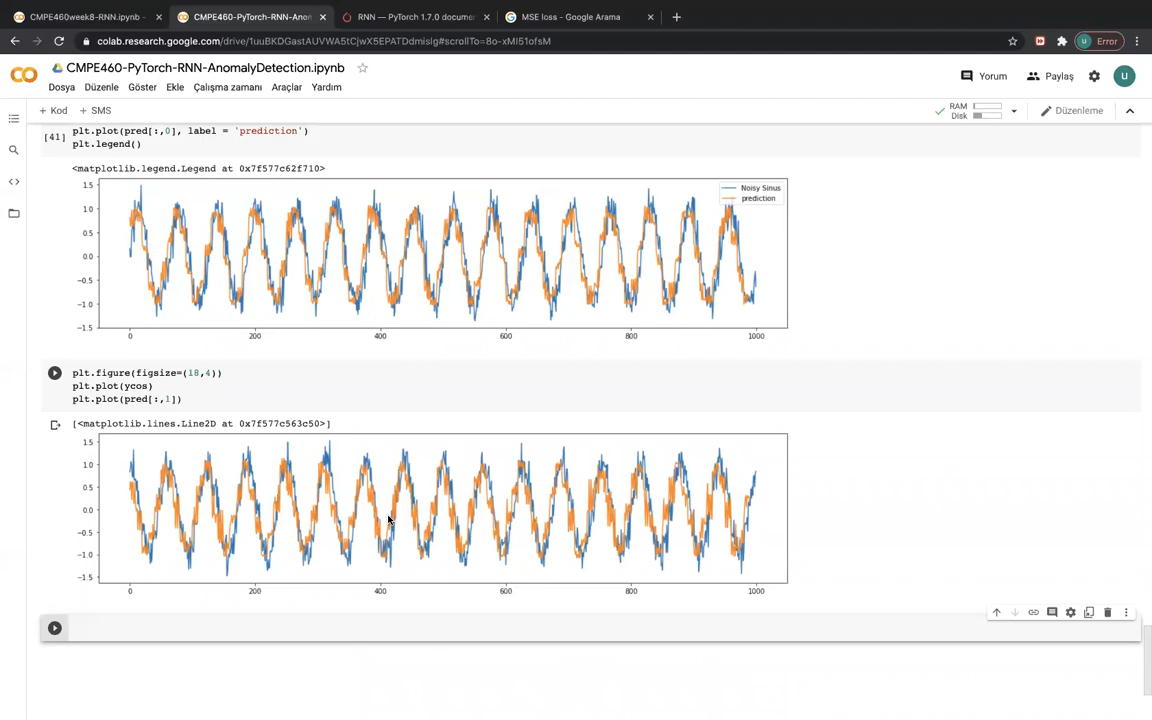 CMPE460week8-RNN.ipynb -
CMPE460-PyTorch-RNN-Anon
RNN — PyTorch 1.7.0 documen
MSE loss - Google Arama
colab.research.google.com/drive/1uuBKDGastAUVWA5tCjwX5EPATDdmislg#scrollTo=8o-xMI51ofsM
u Error
CO CMPE460-PyTorch-RNN-AnomalyDetection.ipynb
Yorum Paylaş u
Dosya Düzenle Göster Ekle Çalışma zamanı Araçlar Yardım
+ Kod + SMS
RAM
Disk
Düzenleme
plt.plot(pred[:,0], label = 'prediction')
[41]
plt.legend()
<matplotlib.legend.Legend at 0x7f577c62f710>
1.5
1.0
0.5
0.0
−0.5
−1.0
−1.5
Noisy Sinus
prediction
0 200 400 600 800 1000
plt.figure(figsize=(18,4))
plt.plot(ycos)
plt.plot(pred[:,1])
[<matplotlib.lines.Line2D at 0x7f577c563c50>]
1.5
1.0
0.5
0.0
−0.5
−1.0
−1.5
0 200 400 600 800 1000